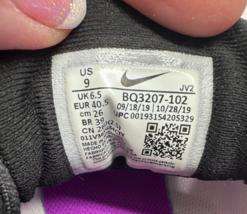 US
9
UK 6.5
EUR 40.5
cm 26
BR 39
CN 2
JV2
BQ3207-102
09/18/19 10/28/19
UPC 00193154205329